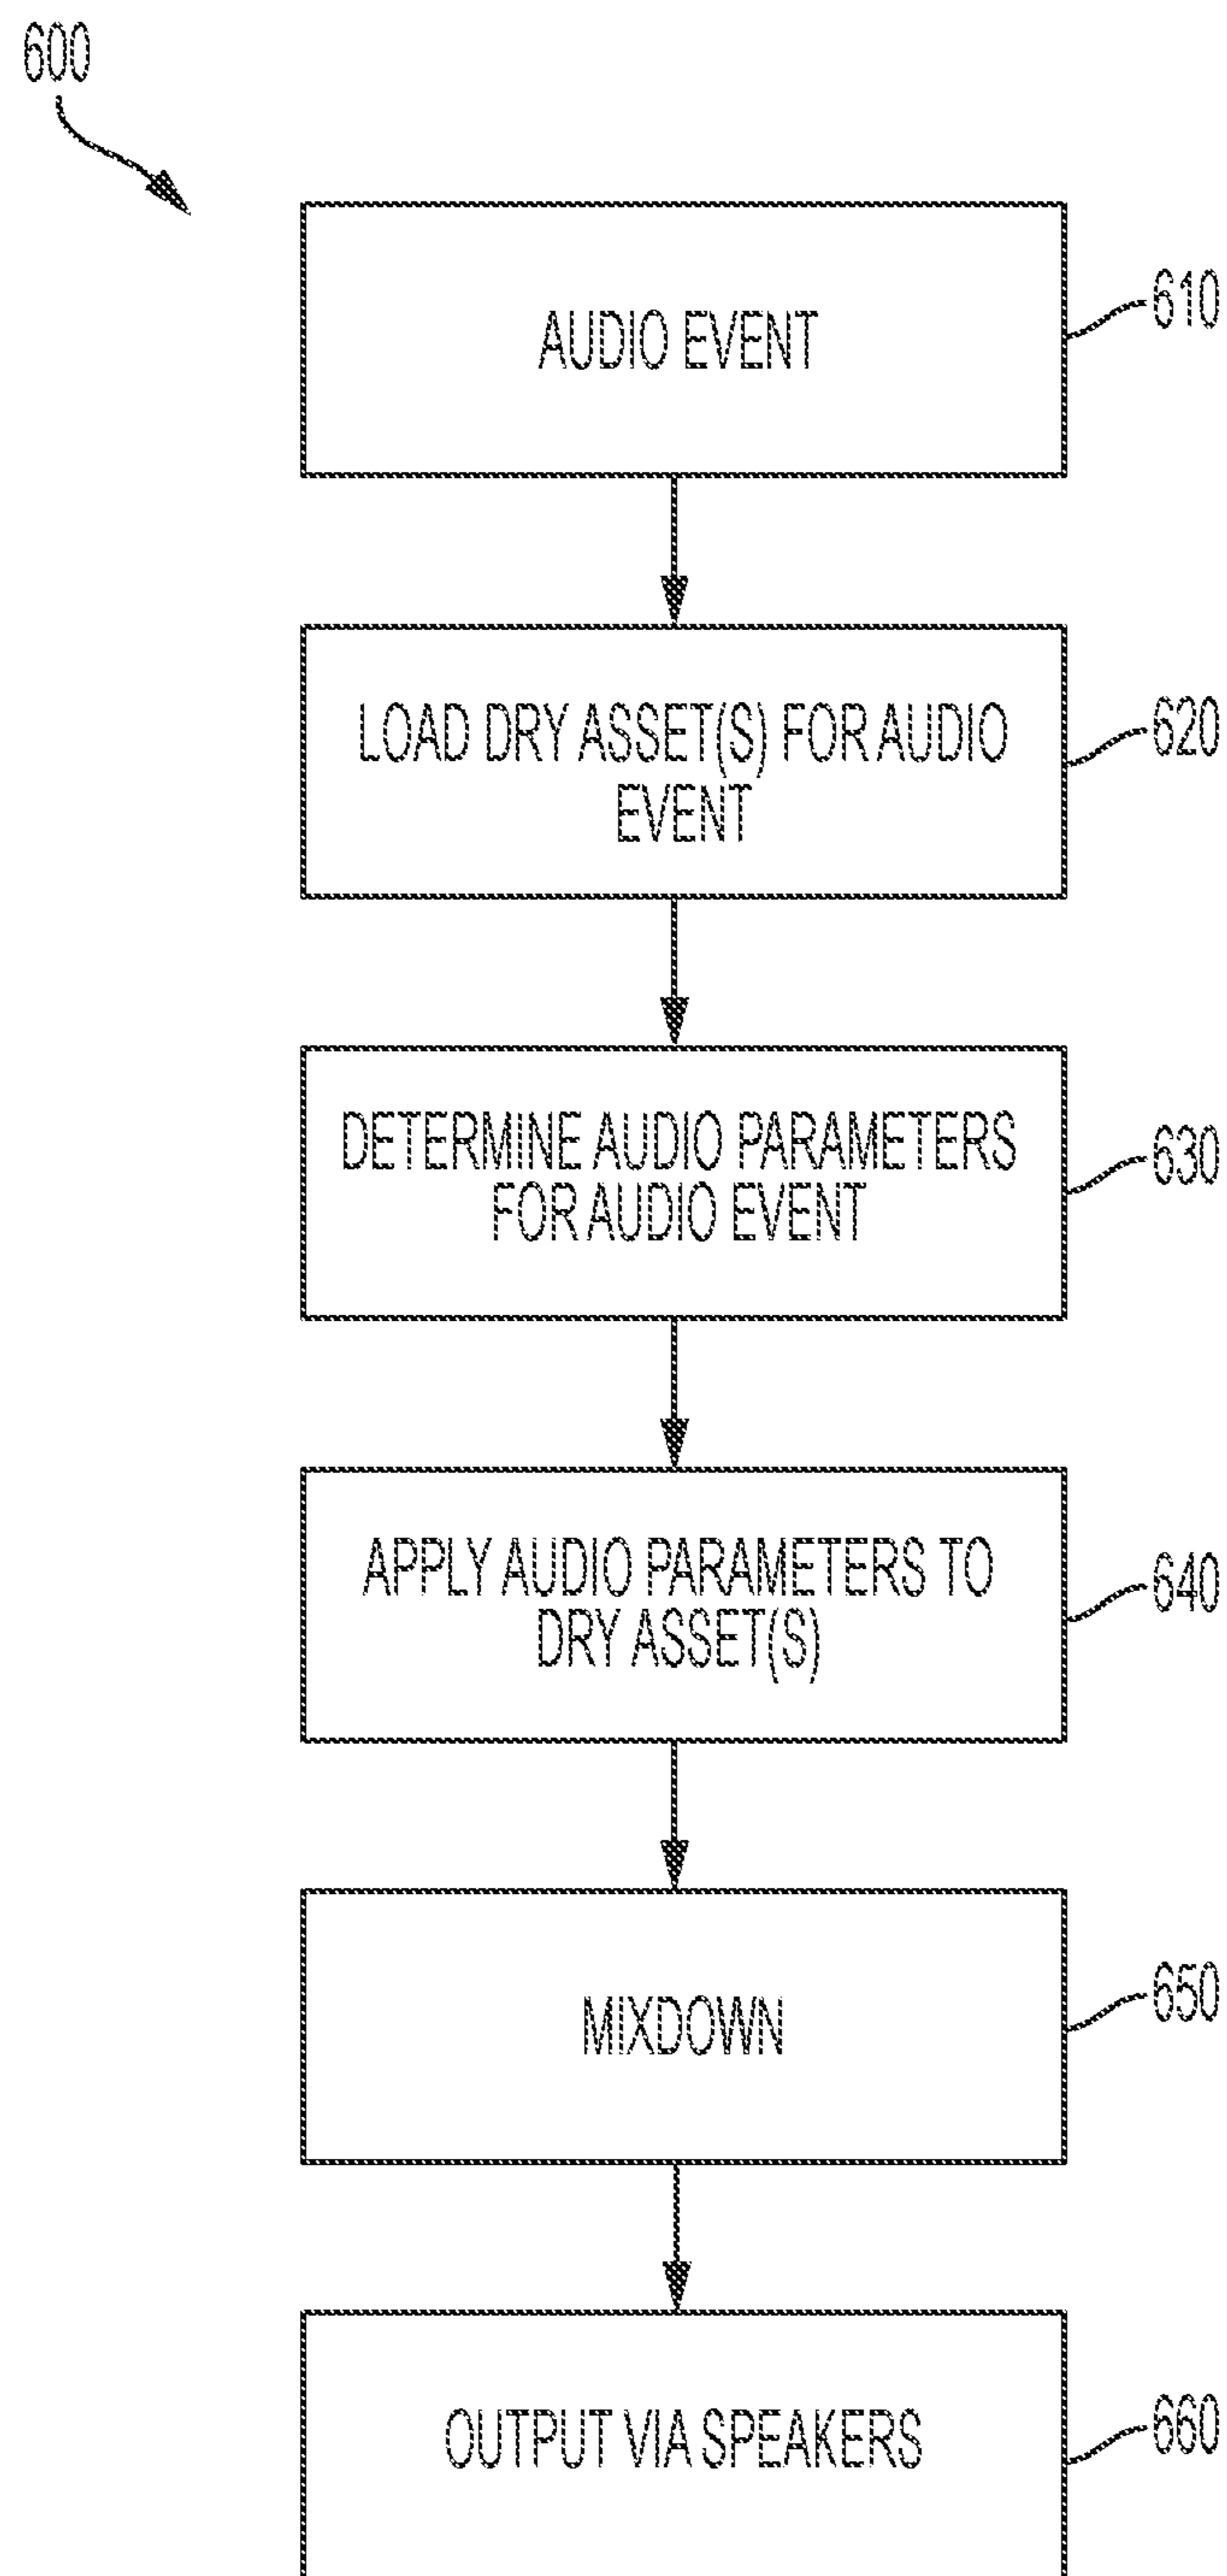 600
AUDIO EVENT
610
LOAD DRY ASSET(S) FOR AUDIO
EVENT
620
DETERMINE AUDIO PARAMETERS
FOR AUDIO EVENT
630
APPLY AUDIO PARAMETERS TO
DRY ASSET(S)
640
MIXDOWN
650
OUTPUT VIA SPEAKERS
660